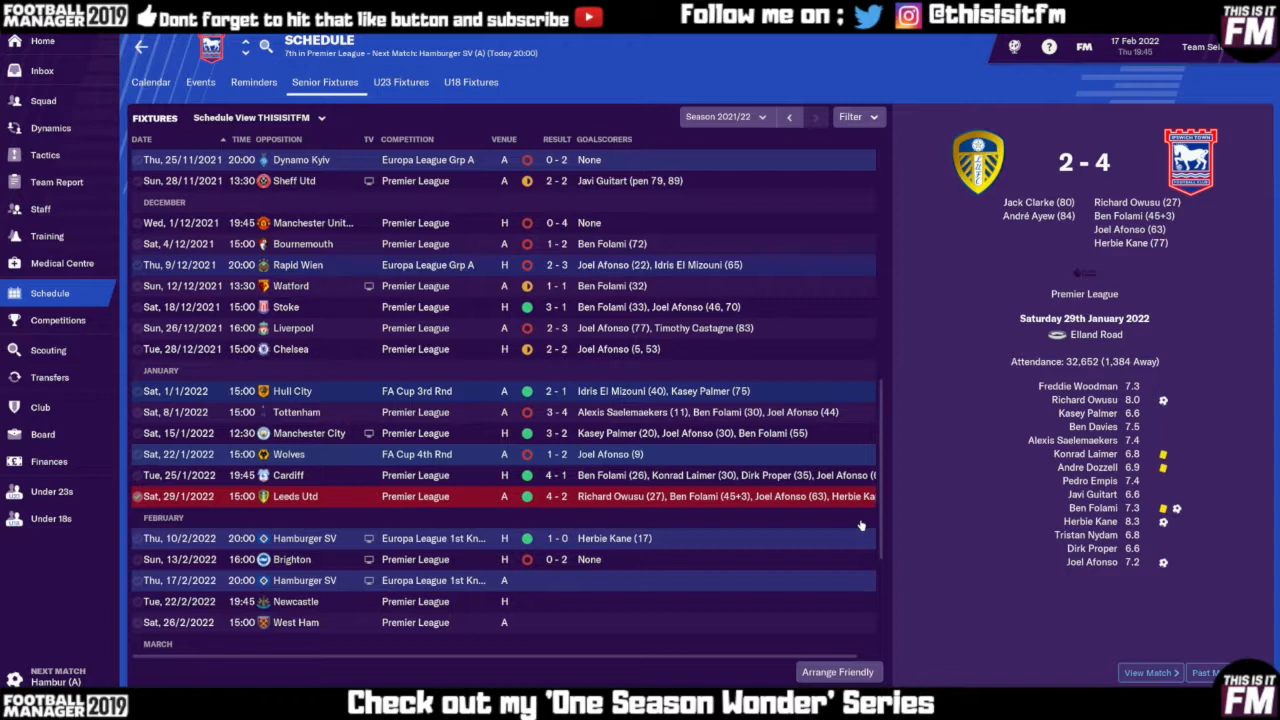 FOOTBALL MANAGER 2019
Dont forget to hit that like button and subscribe
Follow me on :
@thisisitfm
THIS IS IT FM
Home
Inbox
Squad
Dynamics
Tactics
Team Report
Staff
Training
Medical Centre
Schedule
Competitions
Scouting
Transfers
Club
Board
Finances
Under 23s
Under 18s
NEXT MATCH
Hambur (A)
SCHEDULE
7th in Premier League - Next Match: Hamburger SV (A) (Today 20:00)
FM
17 Feb 2022
Thu 19:45
Team Sel
Calendar Events Reminders Senior Fixtures U23 Fixtures U18 Fixtures
FIXTURES Schedule View THISISITFM Season 2021/22 Filter
DATE TIME OPPOSITION TV COMPETITION VENUE RESULT GOALSCORERS
Thu, 25/11/2021 20:00 Dynamo Kyiv Europa League Grp A A 0 - 2 None
Sun, 28/11/2021 13:30 Sheff Utd Premier League A 2 - 2 Javi Guitart (pen 79, 89)
DECEMBER
Wed, 1/12/2021 19:45 Manchester Unit... Premier League H 0 - 4 None
Sat, 4/12/2021 15:00 Bournemouth Premier League A 1 - 2 Ben Folami (72)
Thu, 9/12/2021 20:00 Rapid Wien Europa League Grp A H 2 - 3 Joel Afonso (22), Idris El Mizouni (65)
Sun, 12/12/2021 13:30 Watford Premier League A 1 - 1 Ben Folami (32)
Sat, 18/12/2021 15:00 Stoke Premier League H 3 - 1 Ben Folami (33), Joel Afonso (46, 70)
Sun, 26/12/2021 16:00 Liverpool Premier League A 2 - 3 Joel Afonso (77), Timothy Castagne (83)
Tue, 28/12/2021 15:00 Chelsea Premier League H 2 - 2 Joel Afonso (5, 53)
JANUARY
Sat, 1/1/2022 15:00 Hull City FA Cup 3rd Rnd A 2 - 1 Idris El Mizouni (40), Kasey Palmer (75)
Sat, 8/1/2022 15:00 Tottenham Premier League A 3 - 4 Alexis Saelemaekers (11), Ben Folami (30), Joel Afonso (44)
Sat, 15/1/2022 12:30 Manchester City Premier League H 3 - 2 Kasey Palmer (20), Joel Afonso (30), Ben Folami (55)
Sat, 22/1/2022 15:00 Wolves FA Cup 4th Rnd A 1 - 2 Joel Afonso (9)
Tue, 25/1/2022 19:45 Cardiff Premier League H 4 - 1 Ben Folami (26), Konrad Laimer (30), Dirk Proper (35), Joel Afonso (6
Sat, 29/1/2022 15:00 Leeds Utd Premier League A 4 - 2 Richard Owusu (27), Ben Folami (45+3), Joel Afonso (63), Herbie Ka
FEBRUARY
Thu, 10/2/2022 20:00 Hamburger SV Europa League 1st Kn... H 1 - 0 Herbie Kane (17)
Sun, 13/2/2022 16:00 Brighton Premier League H 0 - 2 None
Thu, 17/2/2022 20:00 Hamburger SV Europa League 1st Kn... A
Tue, 22/2/2022 19:45 Newcastle Premier League H
Sat, 26/2/2022 15:00 West Ham Premier League A
MARCH
Arrange Friendly
2 - 4
IPSWICH TOWN
Jack Clarke (80)
André Ayew (84)
Richard Owusu (27)
Ben Folami (45+3)
Joel Afonso (63)
Herbie Kane (77)
Premier League
Saturday 29th January 2022
Elland Road
Attendance: 32,652 (1,384 Away)
Freddie Woodman 7.3
Richard Owusu 8.0
Kasey Palmer 6.6
Ben Davies 7.5
Alexis Saelemaekers 7.4
Konrad Laimer 6.8
Andre Dozzell 6.9
Pedro Empis 7.4
Javi Guitart 6.6
Ben Folami 7.3
Herbie Kane 8.3
Tristan Nydam 6.8
Dirk Proper 6.6
Joel Afonso 7.2
View Match > Past M
FOOTBALL MANAGER 2019
Check out my 'One Season Wonder' Series
THIS IS IT FM